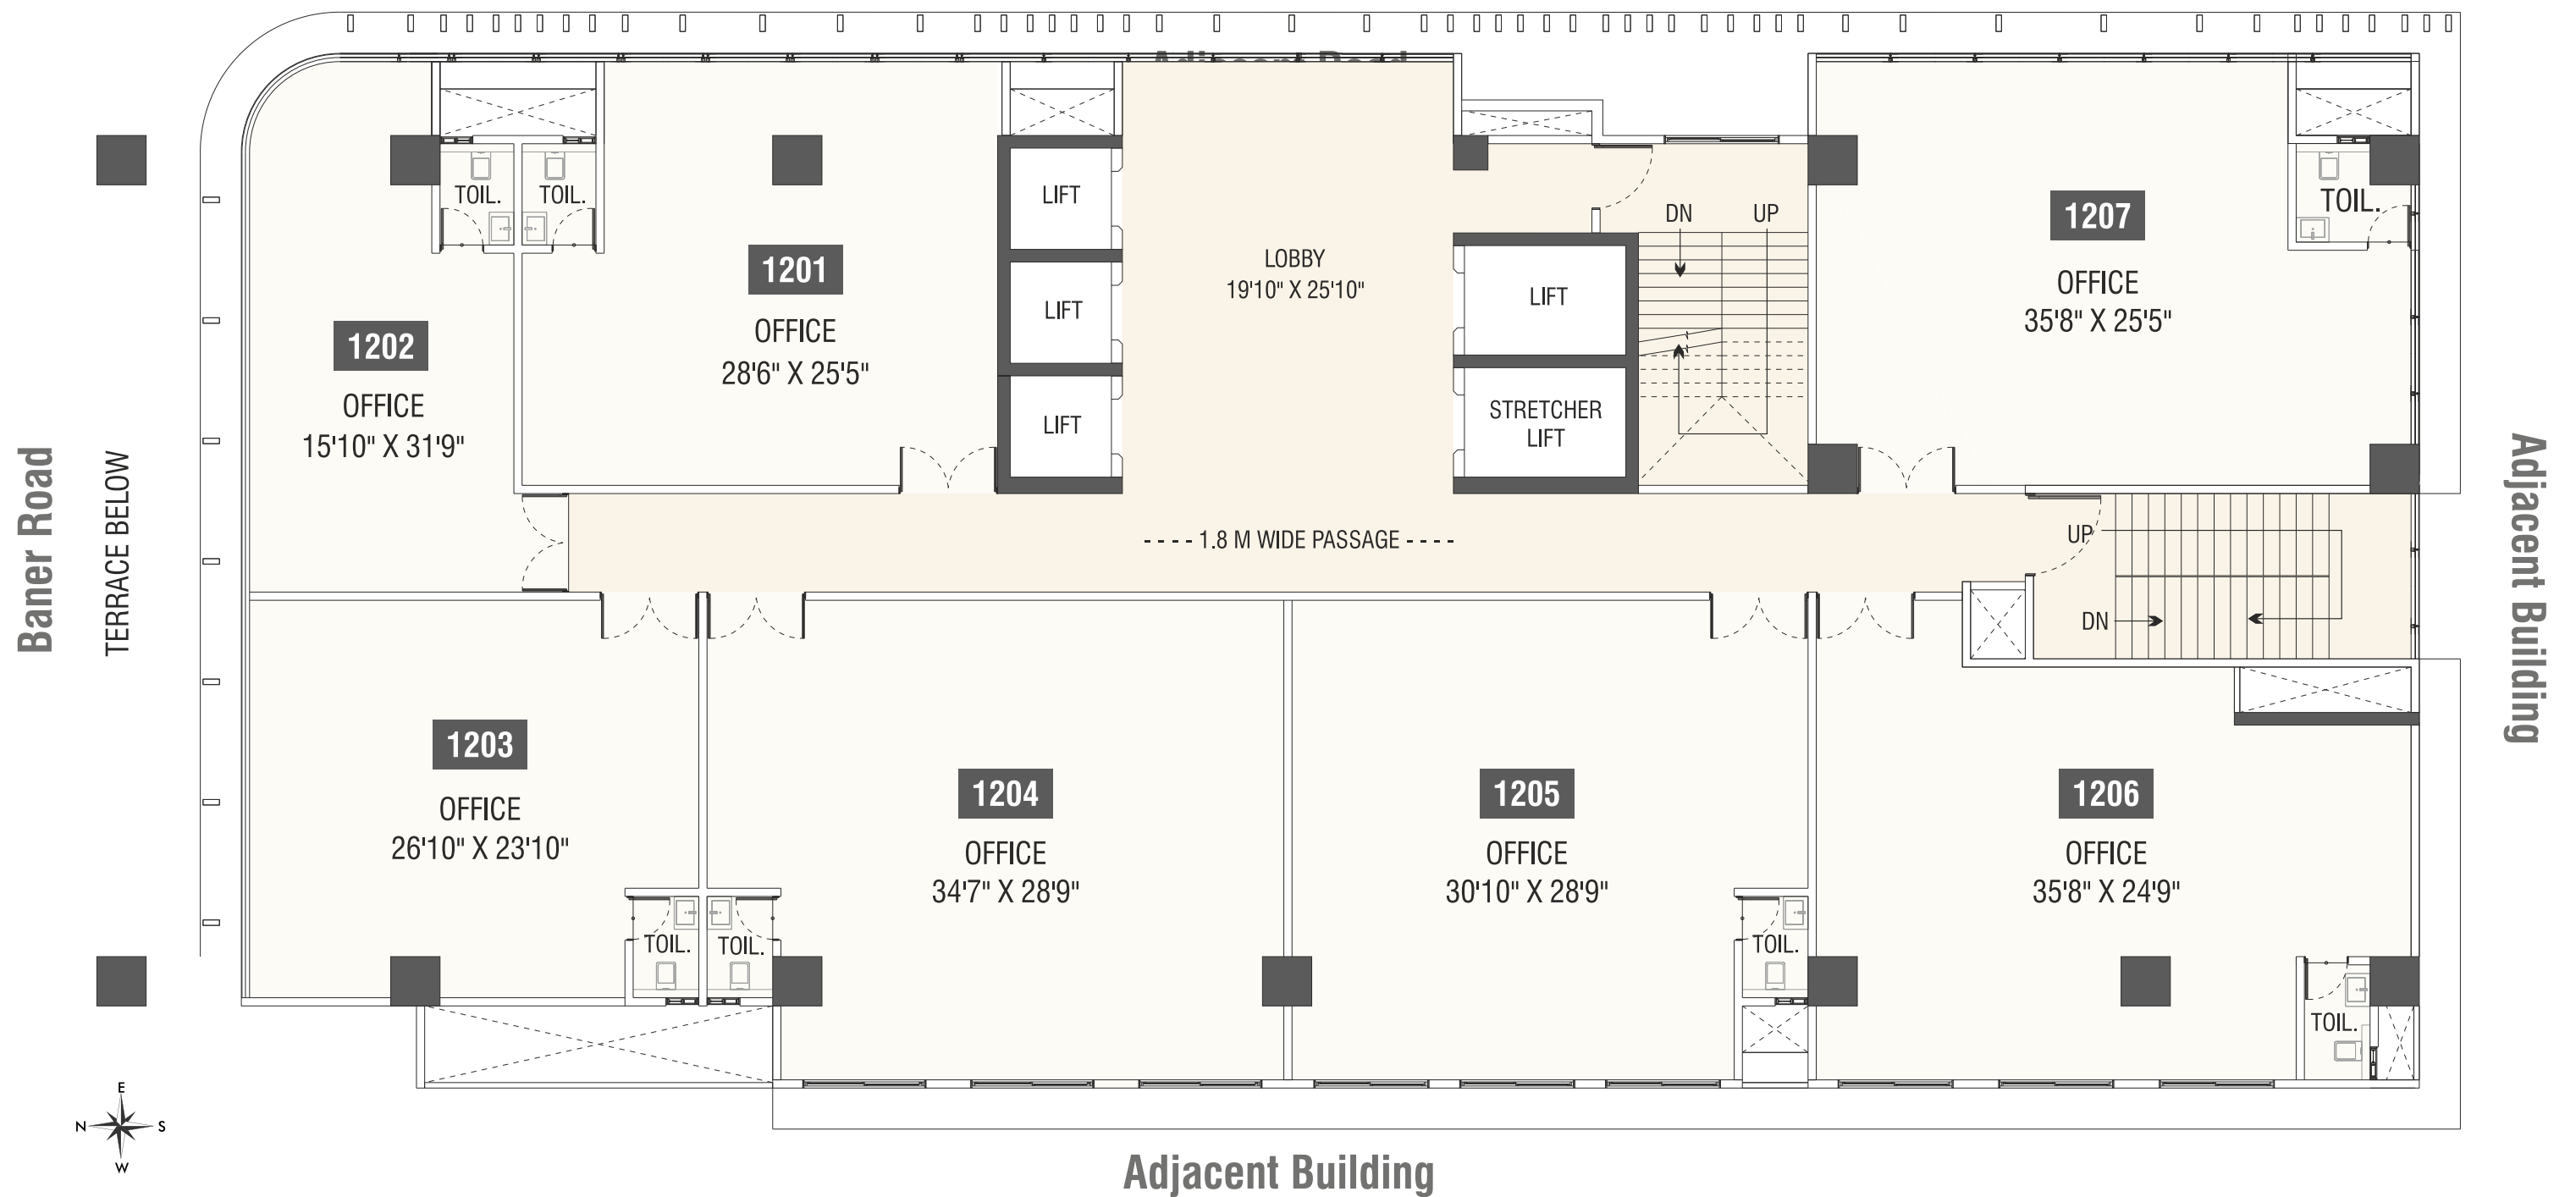 Adjacent Road
TOIL.
TOIL.
1201
OFFICE
28'6" X 25'5"
1202
OFFICE
15'10" X 31'9"
LIFT
LIFT
LIFT
LOBBY
19'10" X 25'10"
LIFT
STRETCHER
LIFT
DN
UP
1207
OFFICE
35'8" X 25'5"
TOIL.
Baner Road
TERRACE BELOW
1.8 M WIDE PASSAGE
UP
DN
Adjacent Building
1203
OFFICE
26'10" X 23'10"
TOIL.
TOIL.
1204
OFFICE
34'7" X 28'9"
1205
OFFICE
30'10" X 28'9"
TOIL.
1206
OFFICE
35'8" X 24'9"
TOIL.
E
N
S
W
Adjacent Building